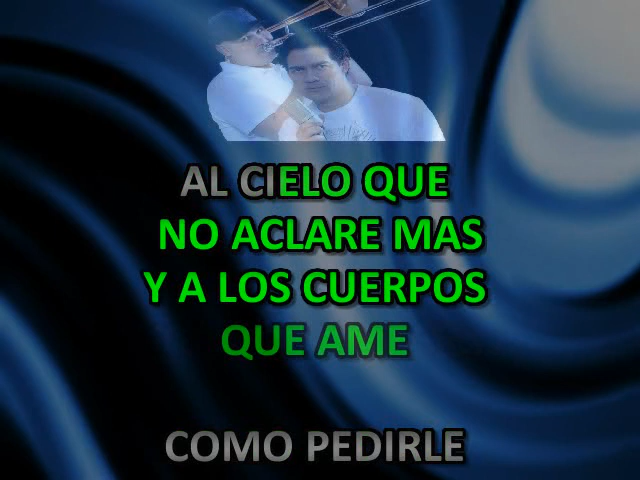 AL CIELO QUE
NO ACLARE MAS
Y A LOS CUERPOS
QUE AME
COMO PEDIRLE